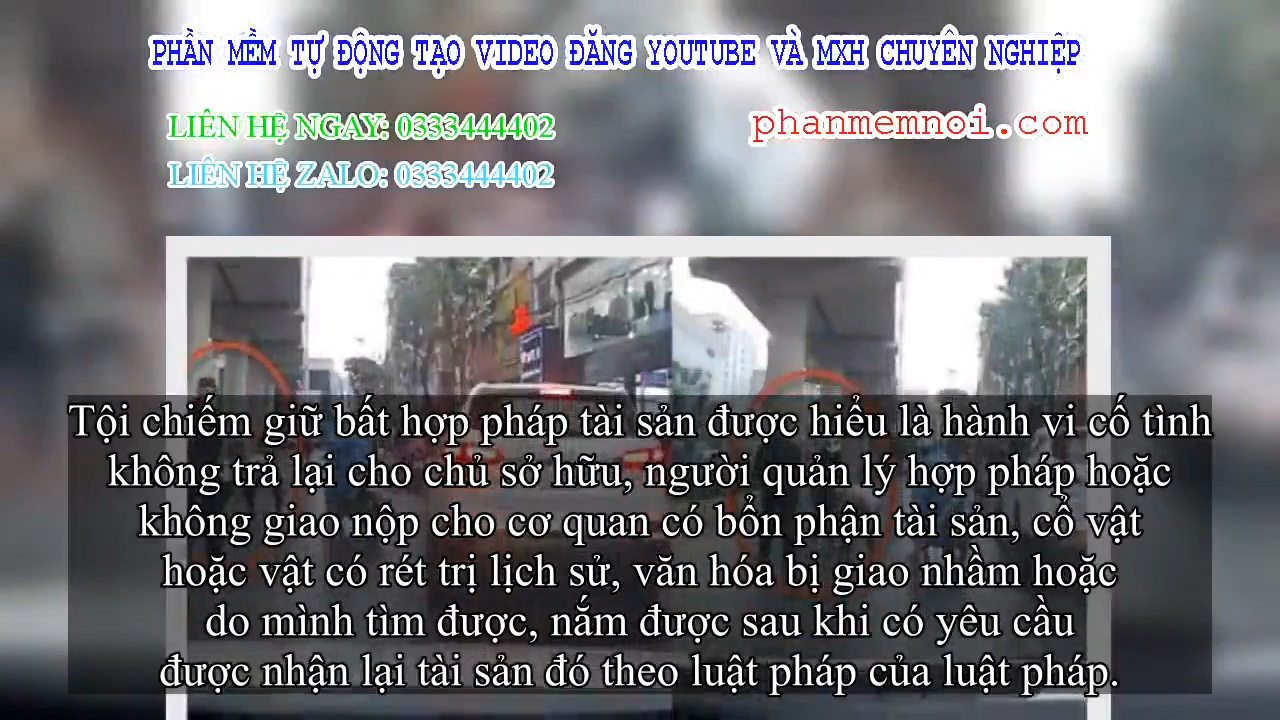 PHẦN MỀM TỰ ĐỘNG TẠO VIDEO ĐĂNG YOUTUBE VÀ MXH CHUYÊN NGHIỆP
LIÊN HỆ NGAY: 0333444402
phanmemnoi.com
LIÊN HỆ ZALO: 0333444402
Tội chiếm giữ bất hợp pháp tài sản được hiểu là hành vi cố tình
không trả lại cho chủ sở hữu, người quản lý hợp pháp hoặc
không giao nộp cho cơ quan có bổn phận tài sản, cổ vật
hoặc vật có rét trị lịch sử, văn hóa bị giao nhầm hoặc
do mình tìm được, nắm được sau khi có yêu cầu
được nhận lại tài sản đó theo luật pháp của luật pháp.